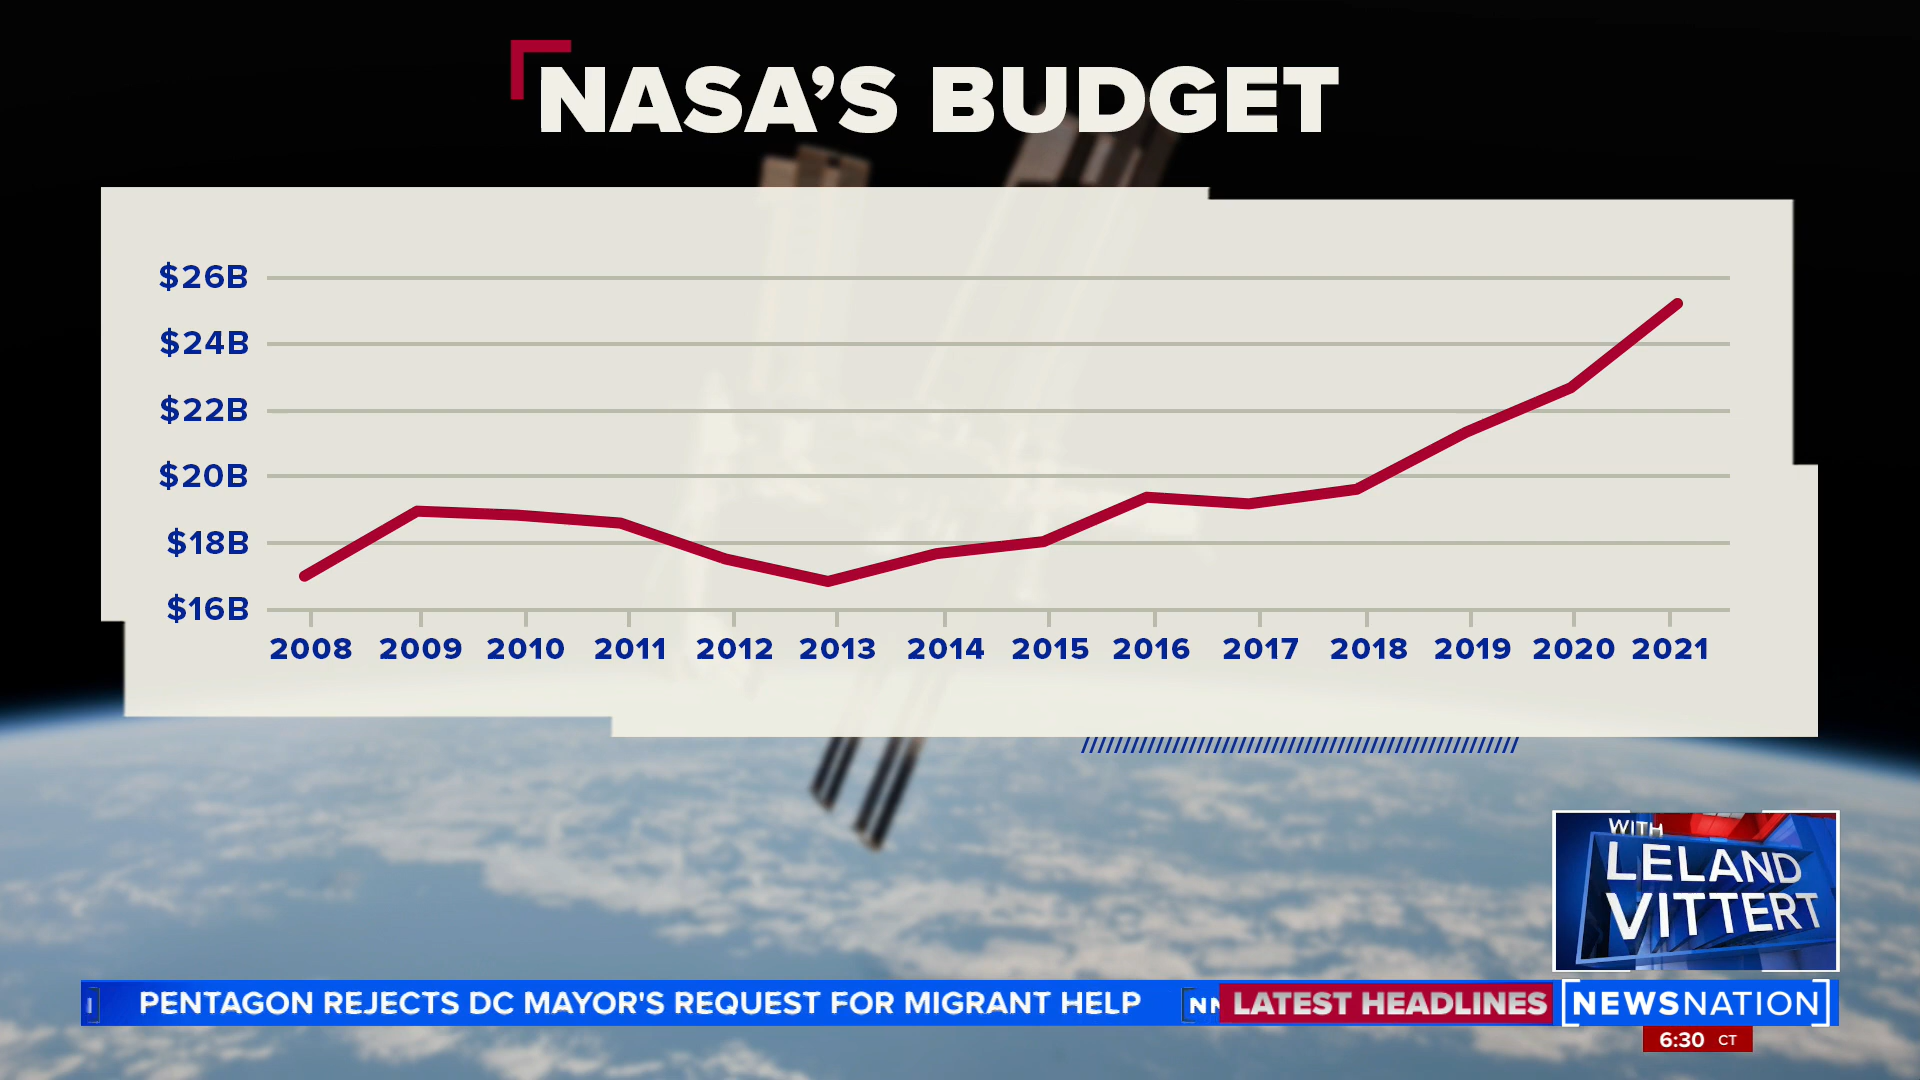 NASA'S BUDGET
$26B
$24B
$22B
$20B
$18B
$16B
2008 2009 2010 2011 2012 2013 2014 2015 2016 2017 2018 2019 2020 2021
WITH
LELAND
VITTERT
PENTAGON REJECTS DC MAYOR'S REQUEST FOR MIGRANT HELP
LATEST HEADLINES
NEWSNATION
6:30 CT